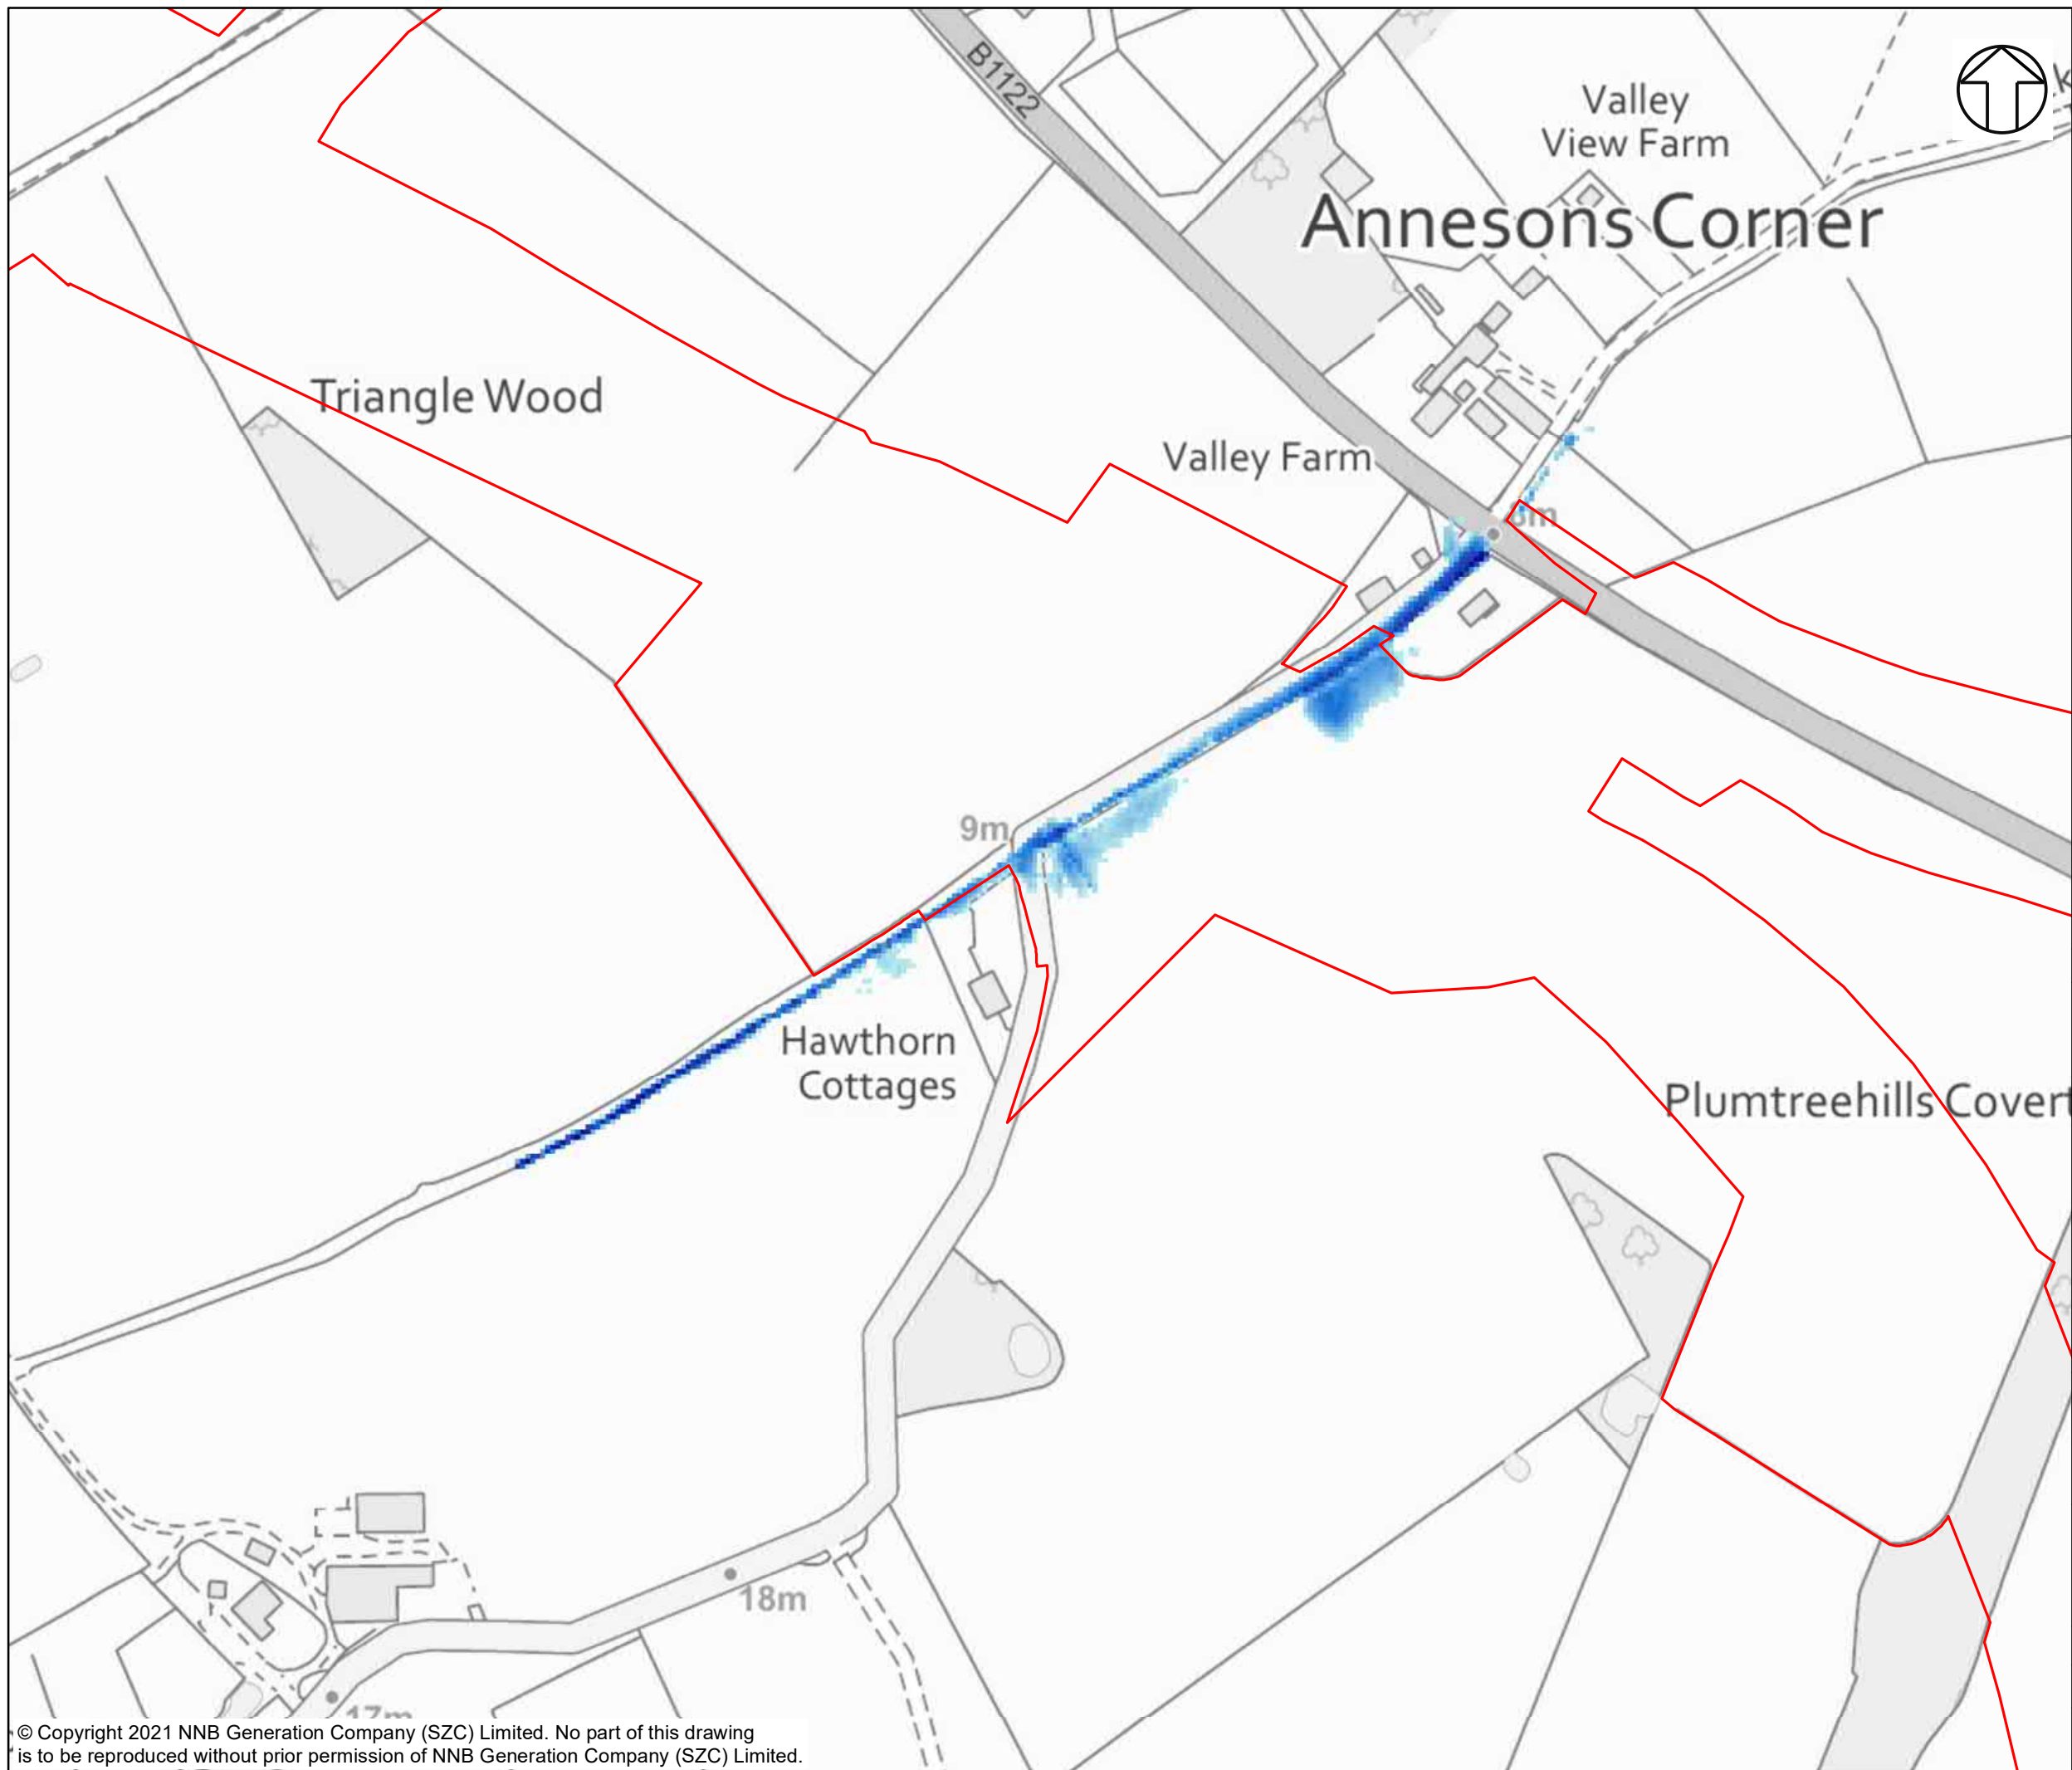 B1122
Valley
View Farm
Annesons Corner
Triangle Wood
Valley Farm
9m
Hawthorn
Cottages
Plumtreehills Covert
18m
17m
© Copyright 2021 NNB Generation Company (SZC) Limited. No part of this drawing
is to be reproduced without prior permission of NNB Generation Company (SZC) Limited.